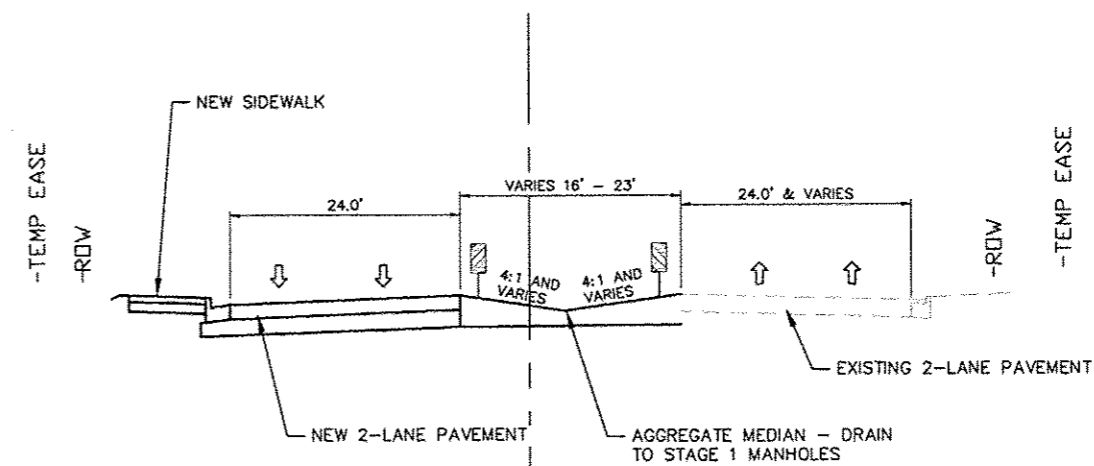 NEW SIDEWALK
-TEMP EASE
-ROW
24.0'
VARIES 16' - 23'
24.0' & VARIES
-ROW
-TEMP EASE
4:1 AND
VARIES
4:1 AND
VARIES
EXISTING 2-LANE PAVEMENT
NEW 2-LANE PAVEMENT
AGGREGATE MEDIAN - DRAIN
TO STAGE 1 MANHOLES